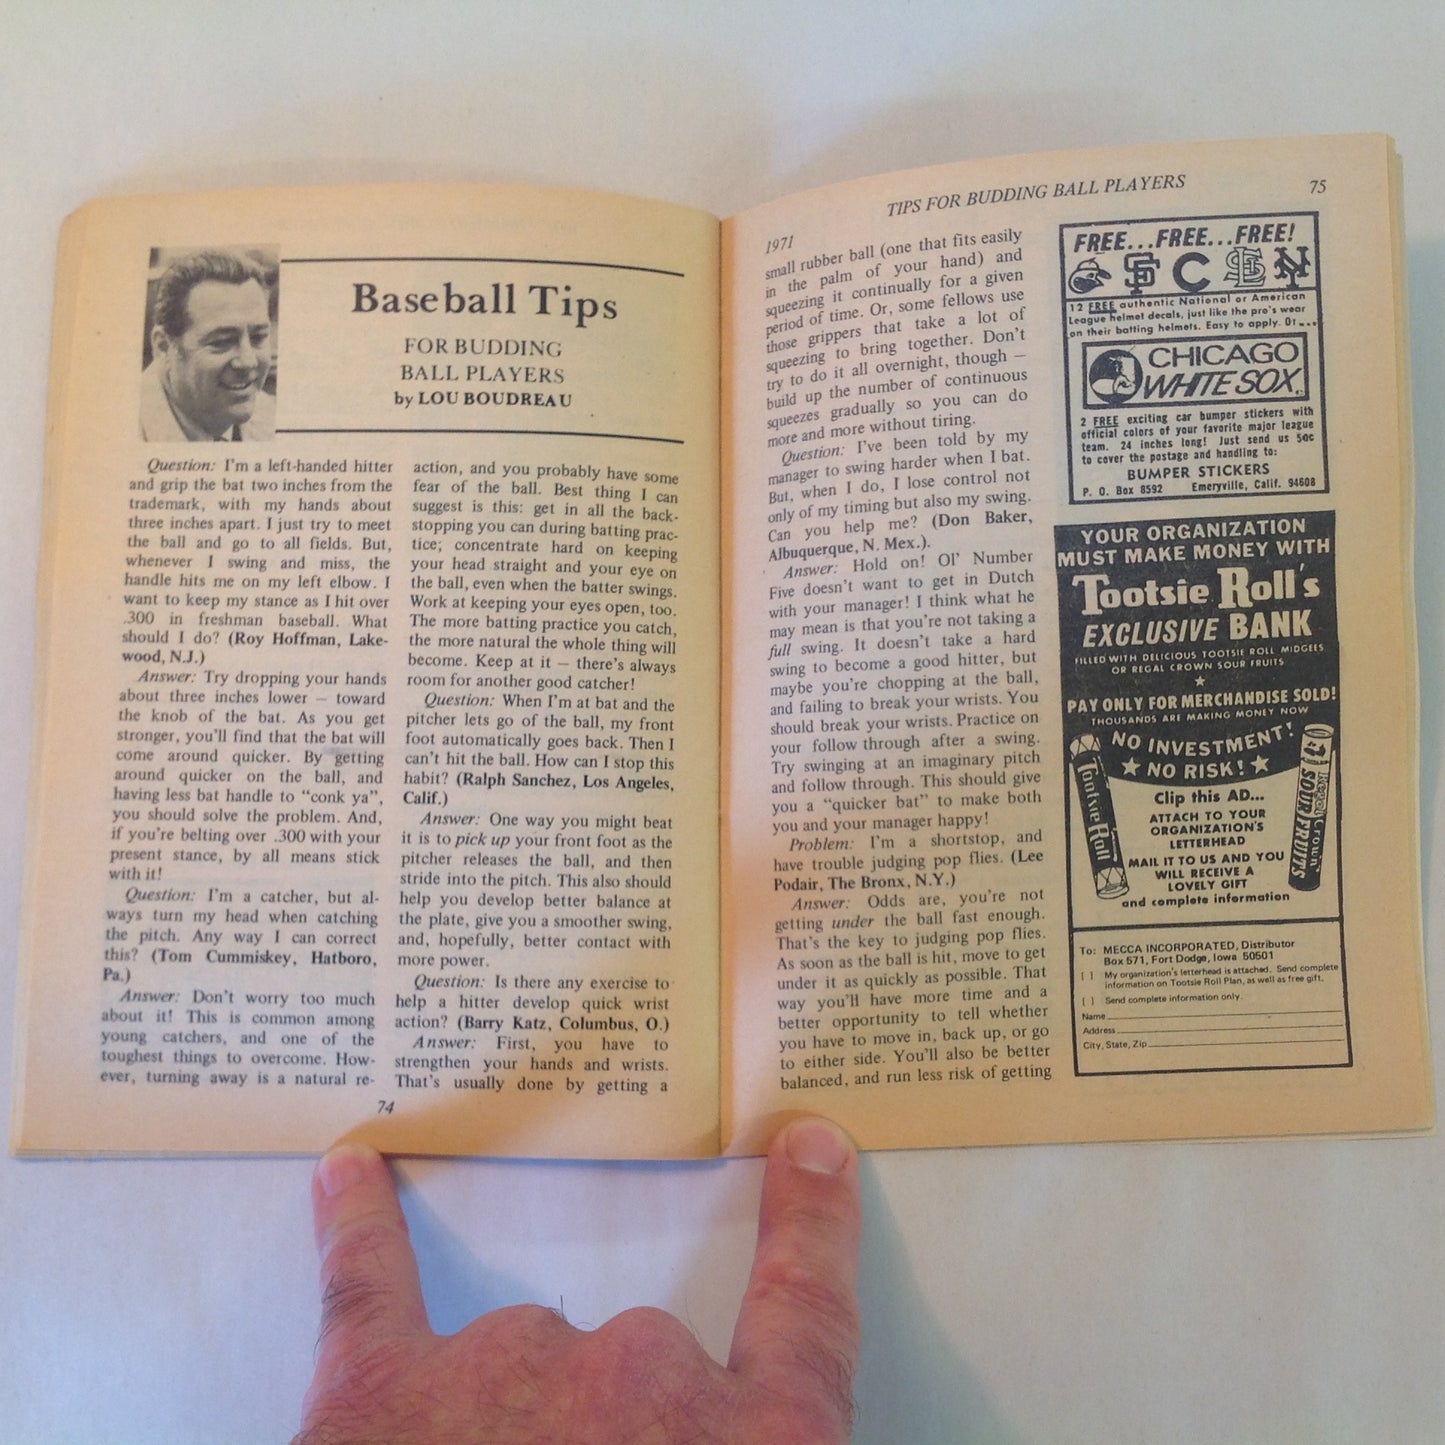 Baseball Tips
FOR BUDDING
BALL PLAYERS
by LOU BOUDREAU
Question: I'm a left-handed hitter
and grip the bat two inches from the
trademark, with my hands about
three inches apart. I just try to meet
the ball and go to all fields. But,
whenever I swing and miss, the
handle hits me on my left elbow. I
want to keep my stance as I hit over
.300 in freshman baseball. What
should I do? (Roy Hoffman, Lake-
wood, N.J.)
Answer: Try dropping your hands
about three inches lower — toward
the knob of the bat. As you get
stronger, you'll find that the bat will
come around quicker. By getting
around quicker on the ball, and
having less bat handle to "conk ya",
you should solve the problem. And,
if you're belting over .300 with your
present stance, by all means stick
with it!
Question: I'm a catcher, but al-
ways turn my head when catching
the pitch. Any way I can correct
this? (Tom Cummiskey, Hatboro,
Pa.)
Answer: Don't worry too much
about it! This is common among
young catchers, and one of the
toughest things to overcome. How-
ever, turning away is a natural re-
action, and you probably have some
fear of the ball. Best thing I can
suggest is this: get in all the back-
stopping you can during batting prac-
tice; concentrate hard on keeping
your head straight and your eye on
the ball, even when the batter swings.
Work at keeping your eyes open, too.
The more batting practice you catch,
the more natural the whole thing will
become. Keep at it — there's always
room for another good catcher!
Question: When I'm at bat and the
pitcher lets go of the ball, my front
foot automatically goes back. Then I
can't hit the ball. How can I stop this
habit? (Ralph Sanchez, Los Angeles,
Calif.)
Answer: One way you might beat
it is to pick up your front foot as the
pitcher releases the ball, and then
stride into the pitch. This also should
help you develop better balance at
the plate, give you a smoother swing,
and, hopefully, better contact with
more power.
Question: Is there any exercise to
help a hitter develop quick wrist
action? (Barry Katz, Columbus, O.)
Answer: First, you have to
strengthen your hands and wrists.
That's usually done by getting a
74
1971
TIPS FOR BUDDING BALL PLAYERS
75
small rubber ball (one that fits easily
in the palm of your hand) and
squeezing it continually for a given
period of time. Or, some fellows use
those grippers that take a lot of
squeezing to bring together. Don't
try to do it all overnight, though —
build up the number of continuous
squeezes gradually so you can do
more and more without tiring.
Question: I've been told by my
manager to swing harder when I bat.
But, when I do, I lose control not
only of my timing but also my swing.
Can you help me? (Don Baker,
Albuquerque, N. Mex.).
Answer: Hold on! Ol' Number
Five doesn't want to get in Dutch
with your manager! I think what he
may mean is that you're not taking a
full swing. It doesn't take a hard
swing to become a good hitter, but
maybe you're chopping at the ball,
and failing to break your wrists. You
should break your wrists. Practice on
your follow through after a swing.
Try swinging at an imaginary pitch
and follow through. This should give
you a "quicker bat" to make both
you and your manager happy!
Problem: I'm a shortstop, and
have trouble judging pop flies. (Lee
Podair, The Bronx, N.Y.)
Answer: Odds are, you're not
getting under the ball fast enough.
That's the key to judging pop flies.
As soon as the ball is hit, move to get
under it as quickly as possible. That
way you'll have more time and a
better opportunity to tell whether
you have to move in, back up, or go
to either side. You'll also be better
balanced, and run less risk of getting
FREE...FREE...FREE!
SF C StL NY
12 FREE authentic National or American
League helmet decals, just like the pro's wear
on their batting helmets. Easy to apply. Or...
CHICAGO
WHITE SOX
2 FREE exciting car bumper stickers with
official colors of your favorite major league
team. 24 inches long! Just send us 50c
to cover the postage and handling to:
BUMPER STICKERS
P. O. Box 8592 Emeryville, Calif. 94608
YOUR ORGANIZATION
MUST MAKE MONEY WITH
Tootsie Roll's
EXCLUSIVE BANK
FILLED WITH DELICIOUS TOOTSIE ROLL MIDGEES
OR REGAL CROWN SOUR FRUITS
PAY ONLY FOR MERCHANDISE SOLD!
THOUSANDS ARE MAKING MONEY NOW
NO INVESTMENT!
NO RISK!
Tootsie Roll
Regal Crown
SOUR FRUITS
Clip this AD...
ATTACH TO YOUR
ORGANIZATION'S
LETTERHEAD
MAIL IT TO US AND YOU
WILL RECEIVE A
LOVELY GIFT
and complete information
To: MECCA INCORPORATED, Distributor
Box 571, Fort Dodge, Iowa 50501
[ ] My organization's letterhead is attached. Send complete
information on Tootsie Roll Plan, as well as free gift.
[ ] Send complete information only.
Name
Address
City, State, Zip